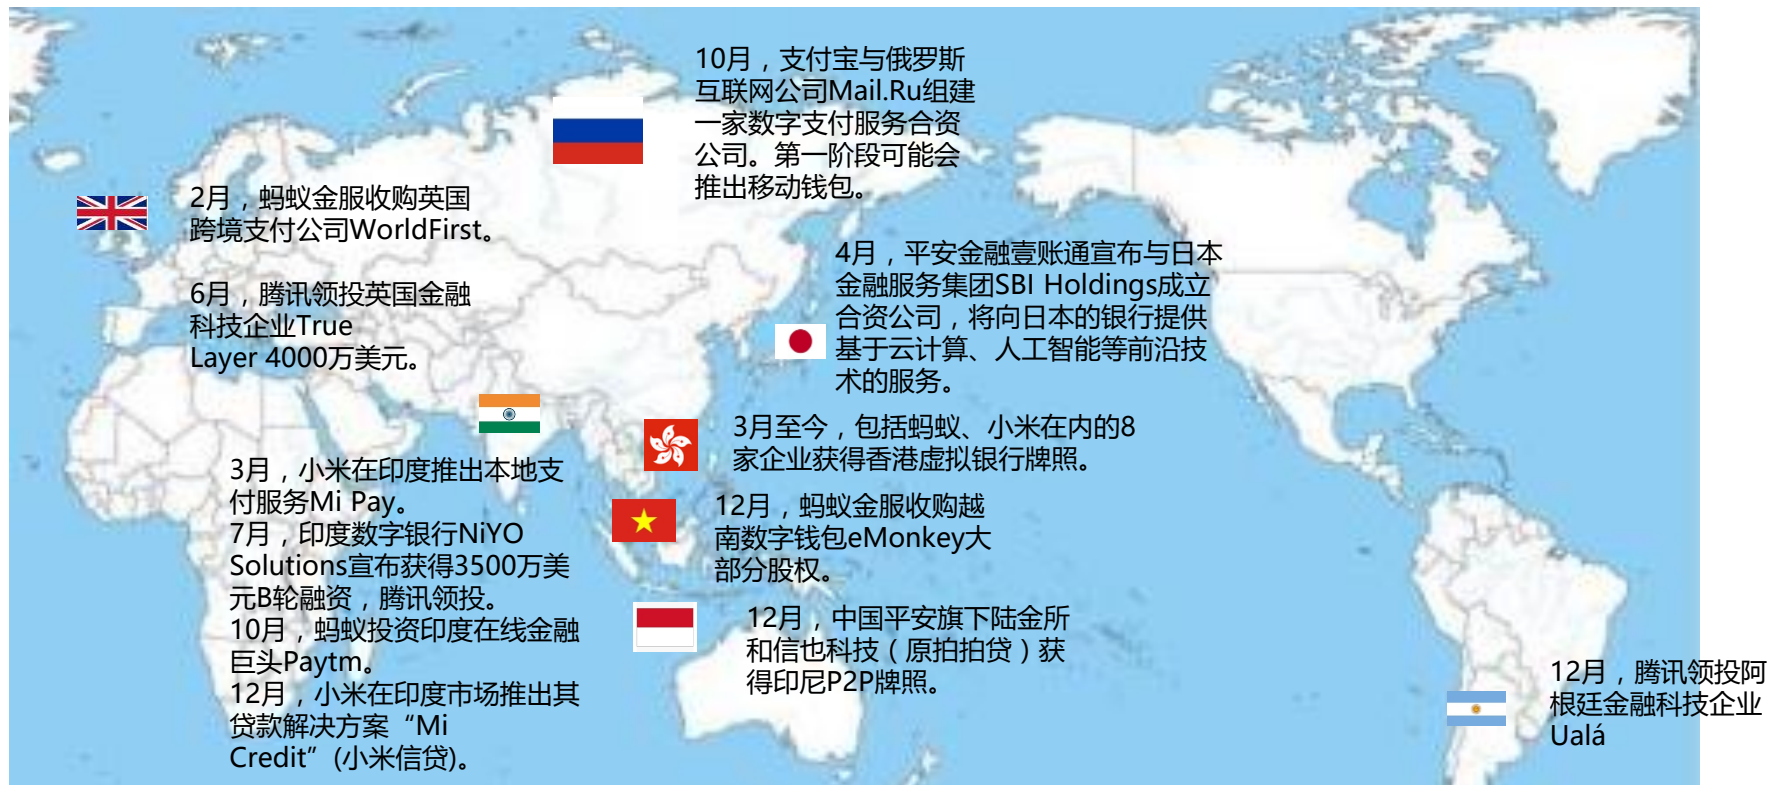 10月，支付宝与俄罗斯
互联网公司Mail.Ru组建
一家数字支付服务合资
公司。第一阶段可能会
推出移动钱包。
2月，蚂蚁金服收购英国
跨境支付公司WorldFirst。
6月，腾讯领投英国金融
科技企业True
Layer 4000万美元。
4月，平安金融壹账通宣布与日本
金融服务集团SBI Holdings成立
合资公司，将向日本的银行提供
基于云计算、人工智能等前沿技
术的服务。
3月至今，包括蚂蚁、小米在内的8
家企业获得香港虚拟银行牌照。
3月，小米在印度推出本地支
付服务Mi Pay。
7月，印度数字银行NiYO
Solutions宣布获得3500万美
元B轮融资，腾讯领投。
10月，蚂蚁投资印度在线金融
巨头Paytm。
12月，小米在印度市场推出其
贷款解决方案“Mi
Credit”(小米信贷)。
12月，蚂蚁金服收购越
南数字钱包eMonkey大
部分股权。
12月，中国平安旗下陆金所
和信也科技（原拍拍贷）获
得印尼P2P牌照。
12月，腾讯领投阿
根廷金融科技企业
Ualá